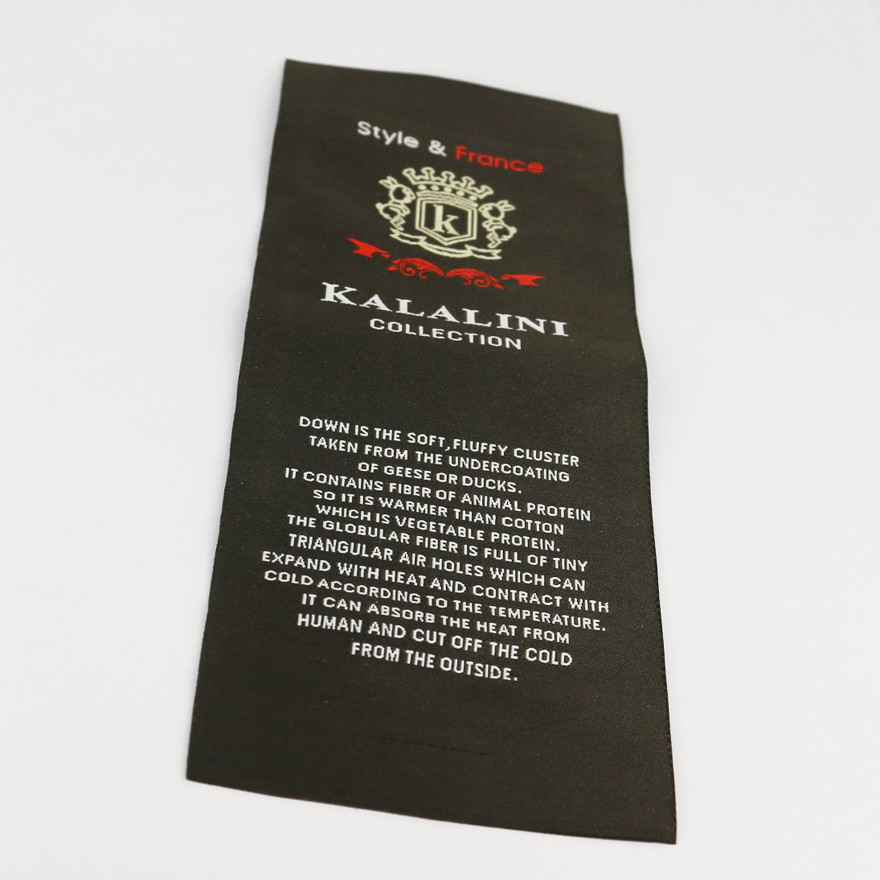 Style & France
k
KALALINI
COLLECTION
DOWN IS THE SOFT,FLUFFY CLUSTER
TAKEN FROM THE UNDERCOATING
OF GEESE OR DUCKS.
IT CONTAINS FIBER OF ANIMAL PROTEIN
SO IT IS WARMER THAN COTTON
WHICH IS VEGETABLE PROTEIN.
THE GLOBULAR FIBER IS FULL OF TINY
TRIANGULAR AIR HOLES WHICH CAN
EXPAND WITH HEAT AND CONTRACT WITH
COLD ACCORDING TO THE TEMPERATURE.
IT CAN ABSORB THE HEAT FROM
HUMAN AND CUT OFF THE COLD
FROM THE OUTSIDE.